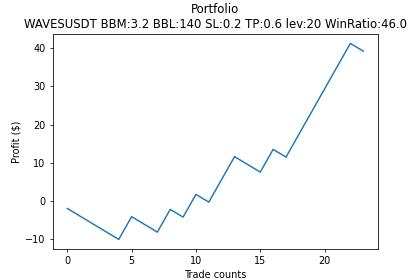 Portfolio
WAVESUSDT BBM:3.2 BBL:140 SL:0.2 TP:0.6 lev:20 WinRatio:46.0
40
30
20
10
0
−10
Profit ($)
0 5 10 15 20
Trade counts